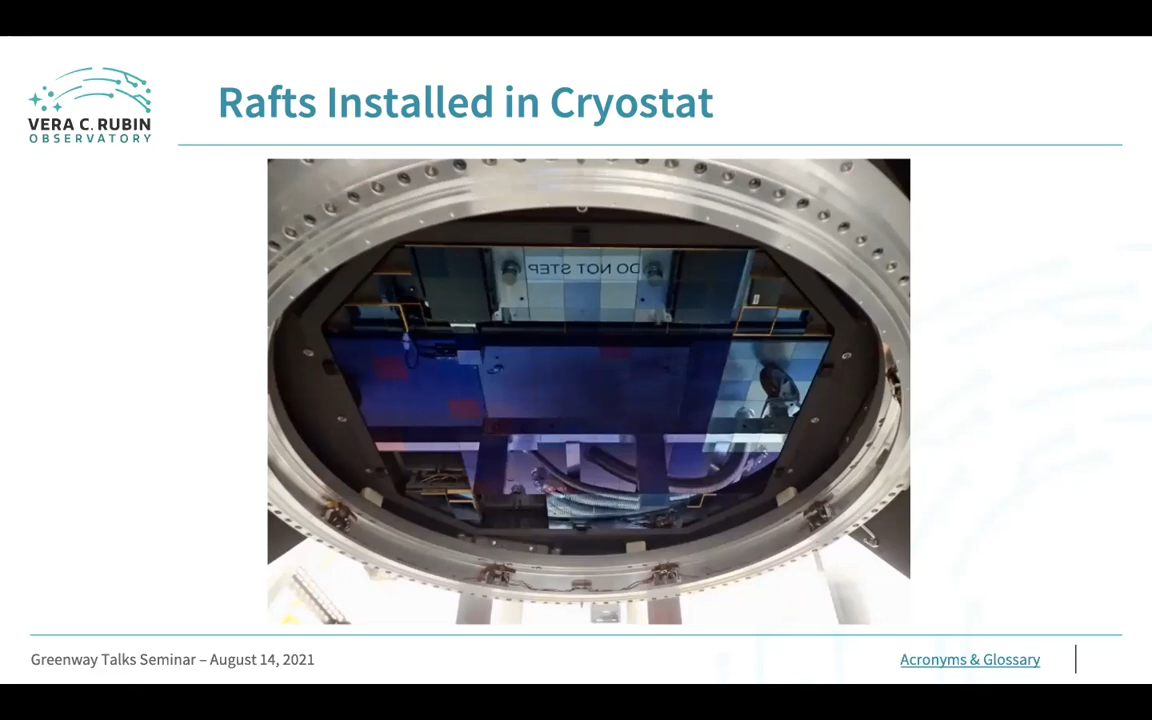 VERA C. RUBIN
OBSERVATORY
Rafts Installed in Cryostat
DO NOT STEP
Greenway Talks Seminar – August 14, 2021
Acronyms & Glossary